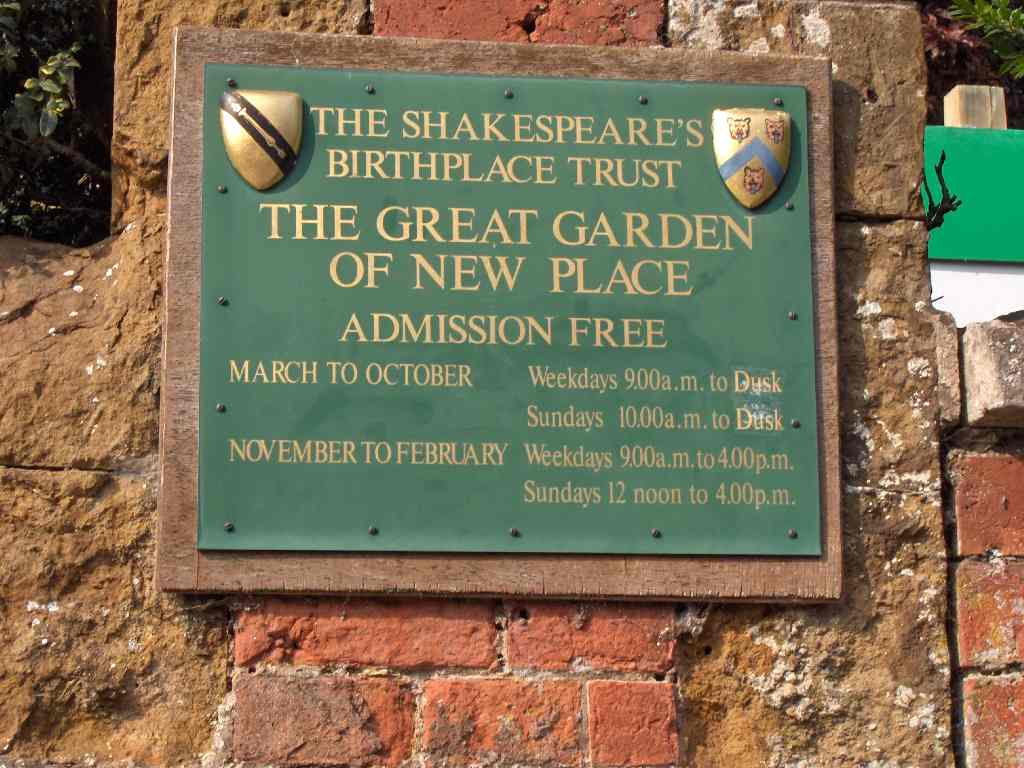 THE SHAKESPEARE'S
BIRTHPLACE TRUST
THE GREAT GARDEN
OF NEW PLACE
ADMISSION FREE
MARCH TO OCTOBER Weekdays 9.00a.m. to Dusk
Sundays 10.00a.m. to Dusk
NOVEMBER TO FEBRUARY Weekdays 9.00a.m. to 4.00p.m.
Sundays 12 noon to 4.00p.m.